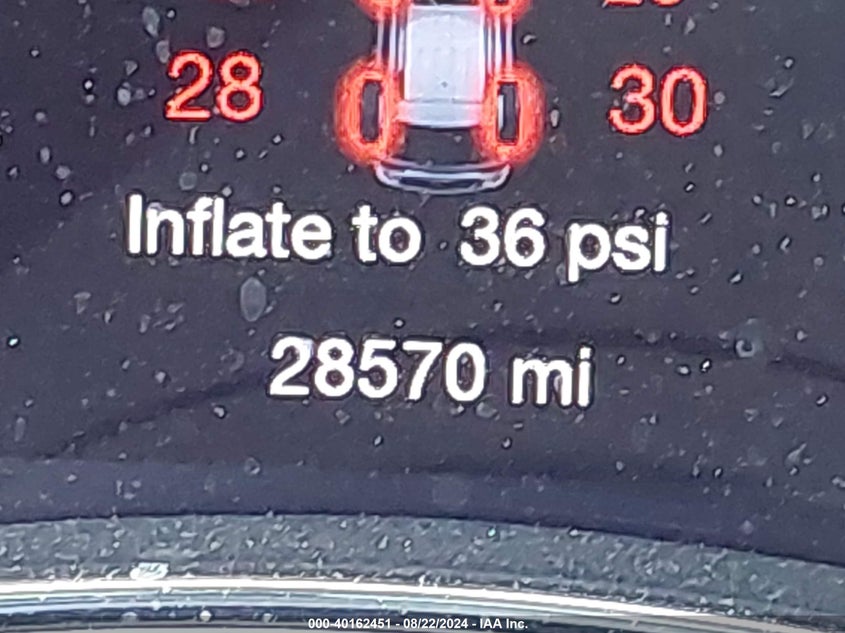 28 30
Inflate to 36 psi
28570 mi
000-40162451 - 08/22/2024 - IAA Inc.